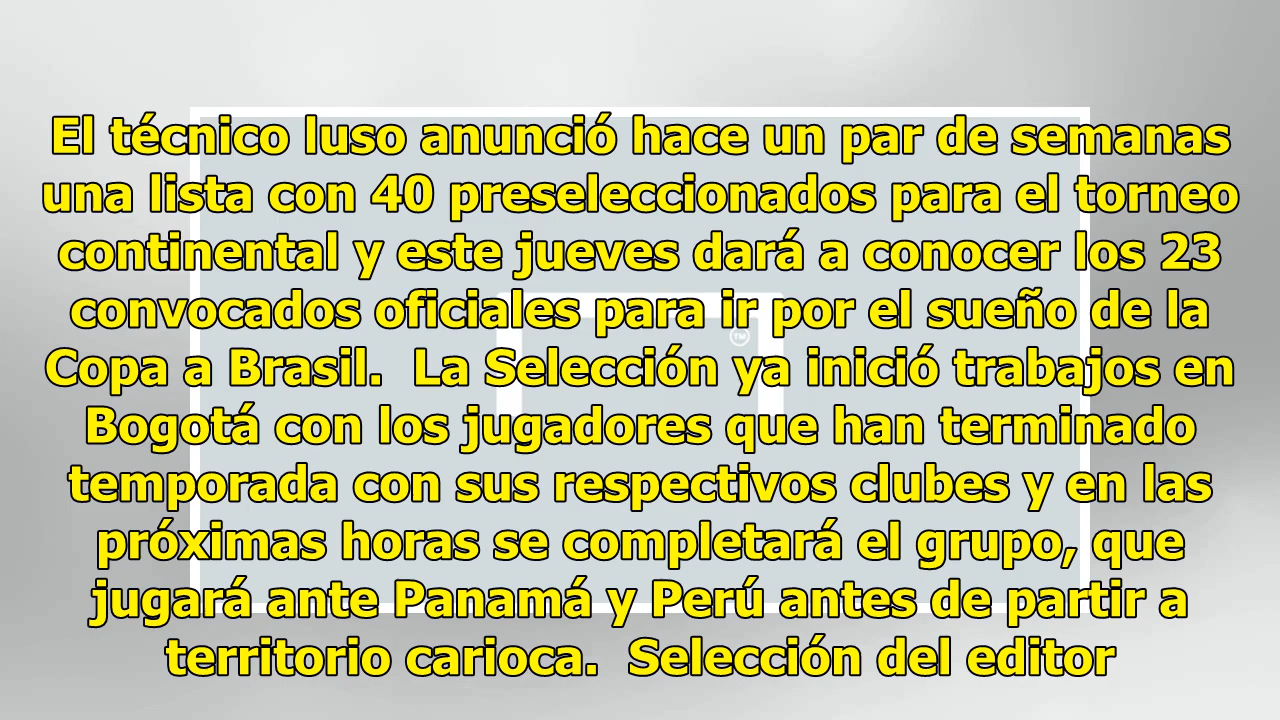 El técnico luso anunció hace un par de semanas
una lista con 40 preseleccionados para el torneo
continental y este jueves dará a conocer los 23
convocados oficiales para ir por el sueño de la
TM
Copa a Brasil.  La Selección ya inició trabajos en
Bogotá con los jugadores que han terminado
temporada con sus respectivos clubes y en las
próximas horas se completará el grupo, que
jugará ante Panamá y Perú antes de partir a
territorio carioca.  Selección del editor